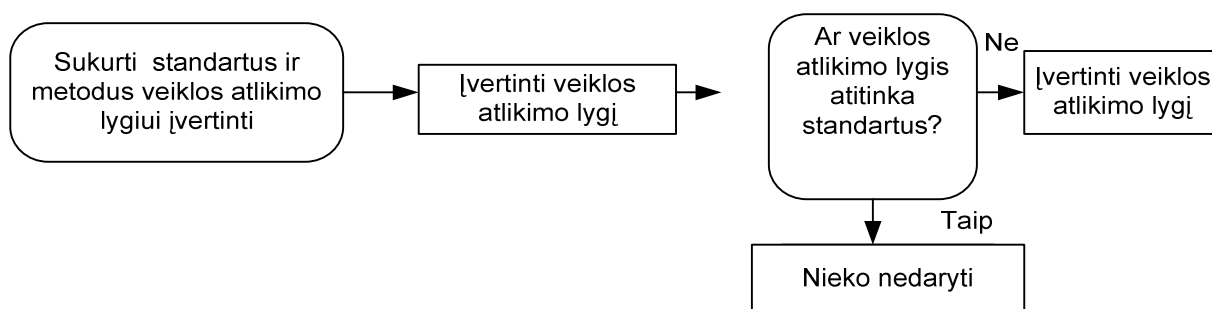 Sukurti standartus ir
metodus veiklos atlikimo
lygiui įvertinti
Įvertinti veiklos
atlikimo lygį
Ar veiklos
atlikimo lygis
atitinka
standartus?
Ne
Įvertinti veiklos
atlikimo lygį
Taip
Nieko nedaryti